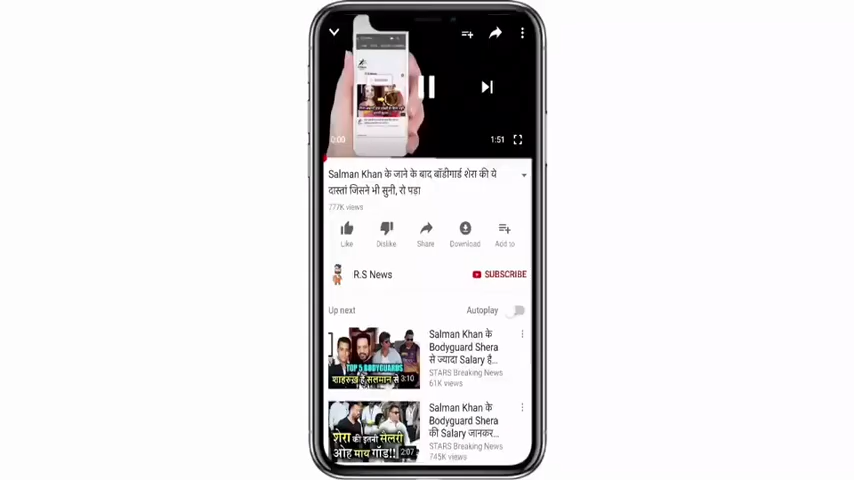 0:00
1:51
Salman Khan के जाने के बाद बॉडीगार्ड शेरा की ये
दास्तां जिसने भी सुनी, रो पड़ा
777K views
Like
Dislike
Share
Download
Add to
R.S News
SUBSCRIBE
Up next
Autoplay
TOP 5 BODYGUARDS
शाहरुख़ हैं सलमान से
3:10
Salman Khan के
Bodyguard Shera
से ज्यादा Salary है...
STARS Breaking News
61K views
शेरा की इतनी सैलरी
ओह माय गॉड!!
2:07
Salman Khan के
Bodyguard Shera
की Salary जानकर...
STARS Breaking News
745K views